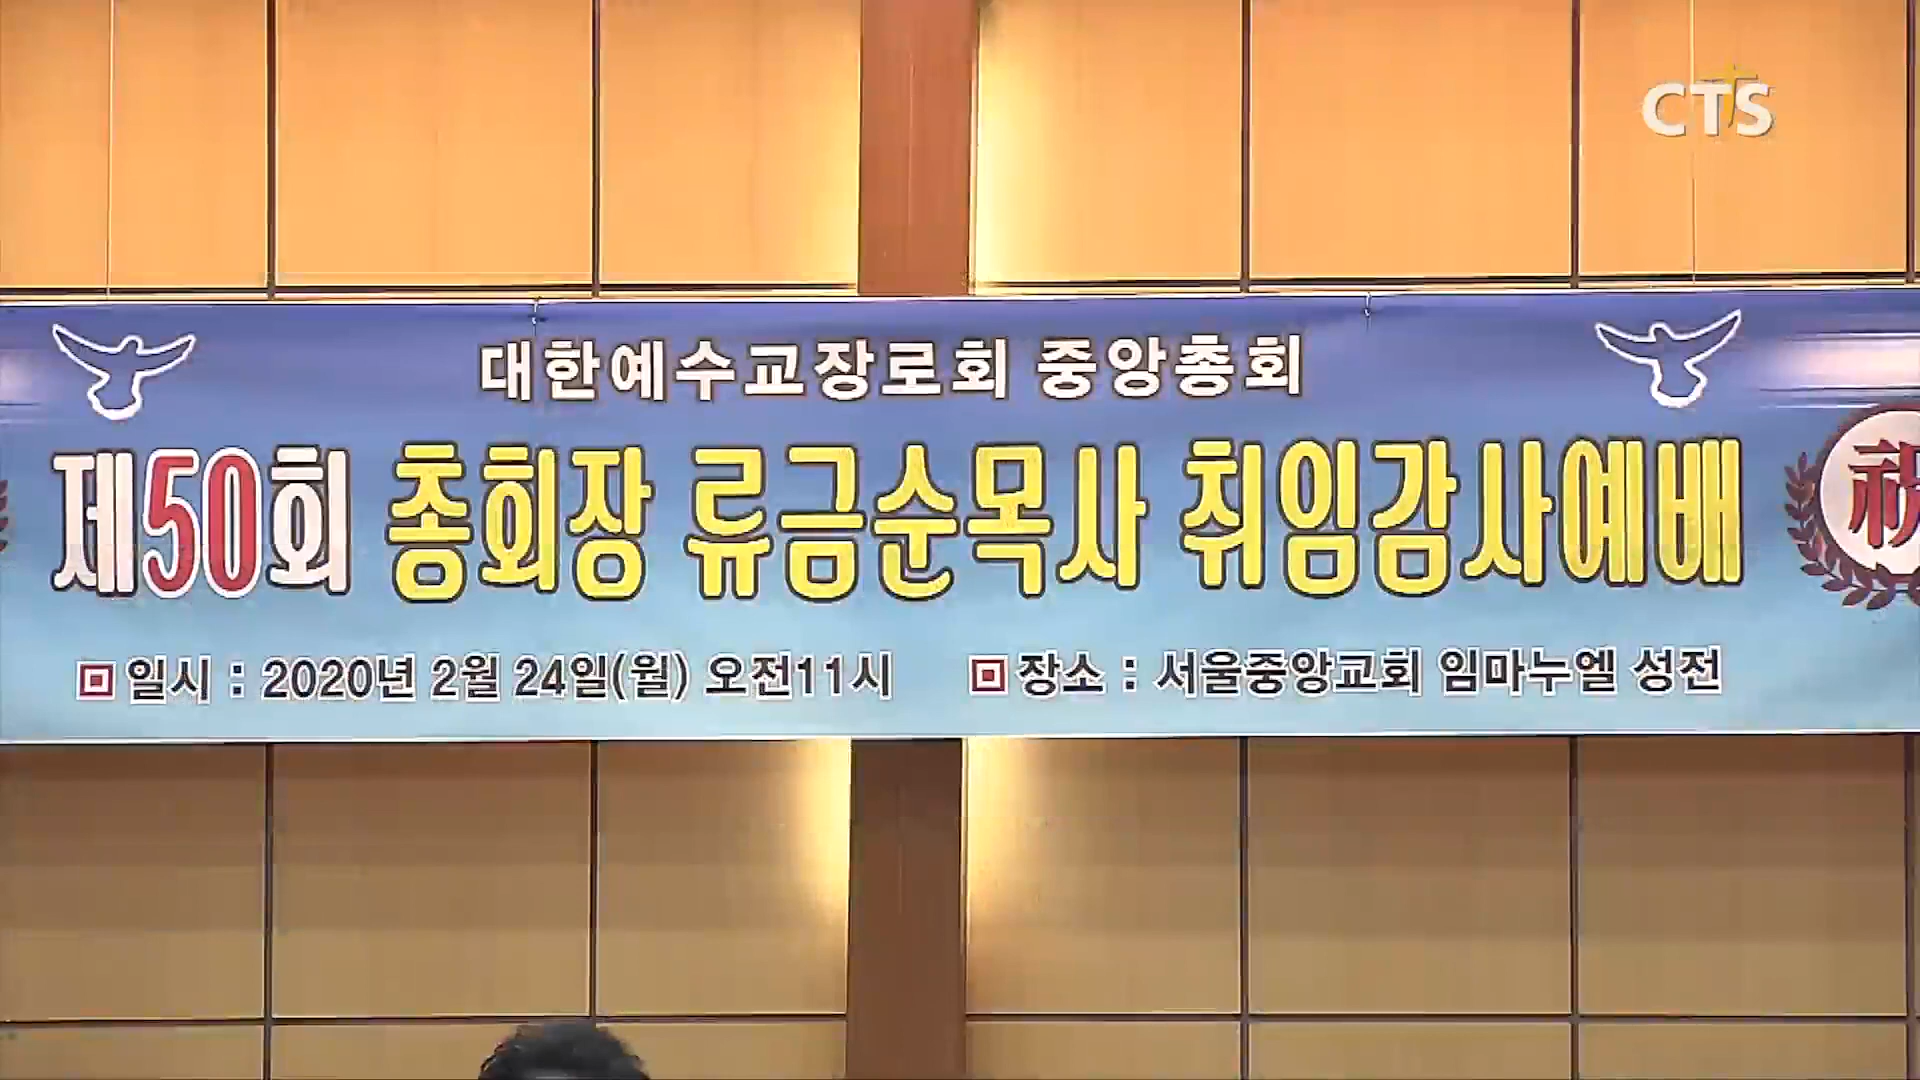 CTS
대한예수교장로회 중앙총회
제50회 총회장 류금순목사 취임감사예배
祝
일시 : 2020년 2월 24일(월) 오전11시
장소 : 서울중앙교회 임마누엘 성전